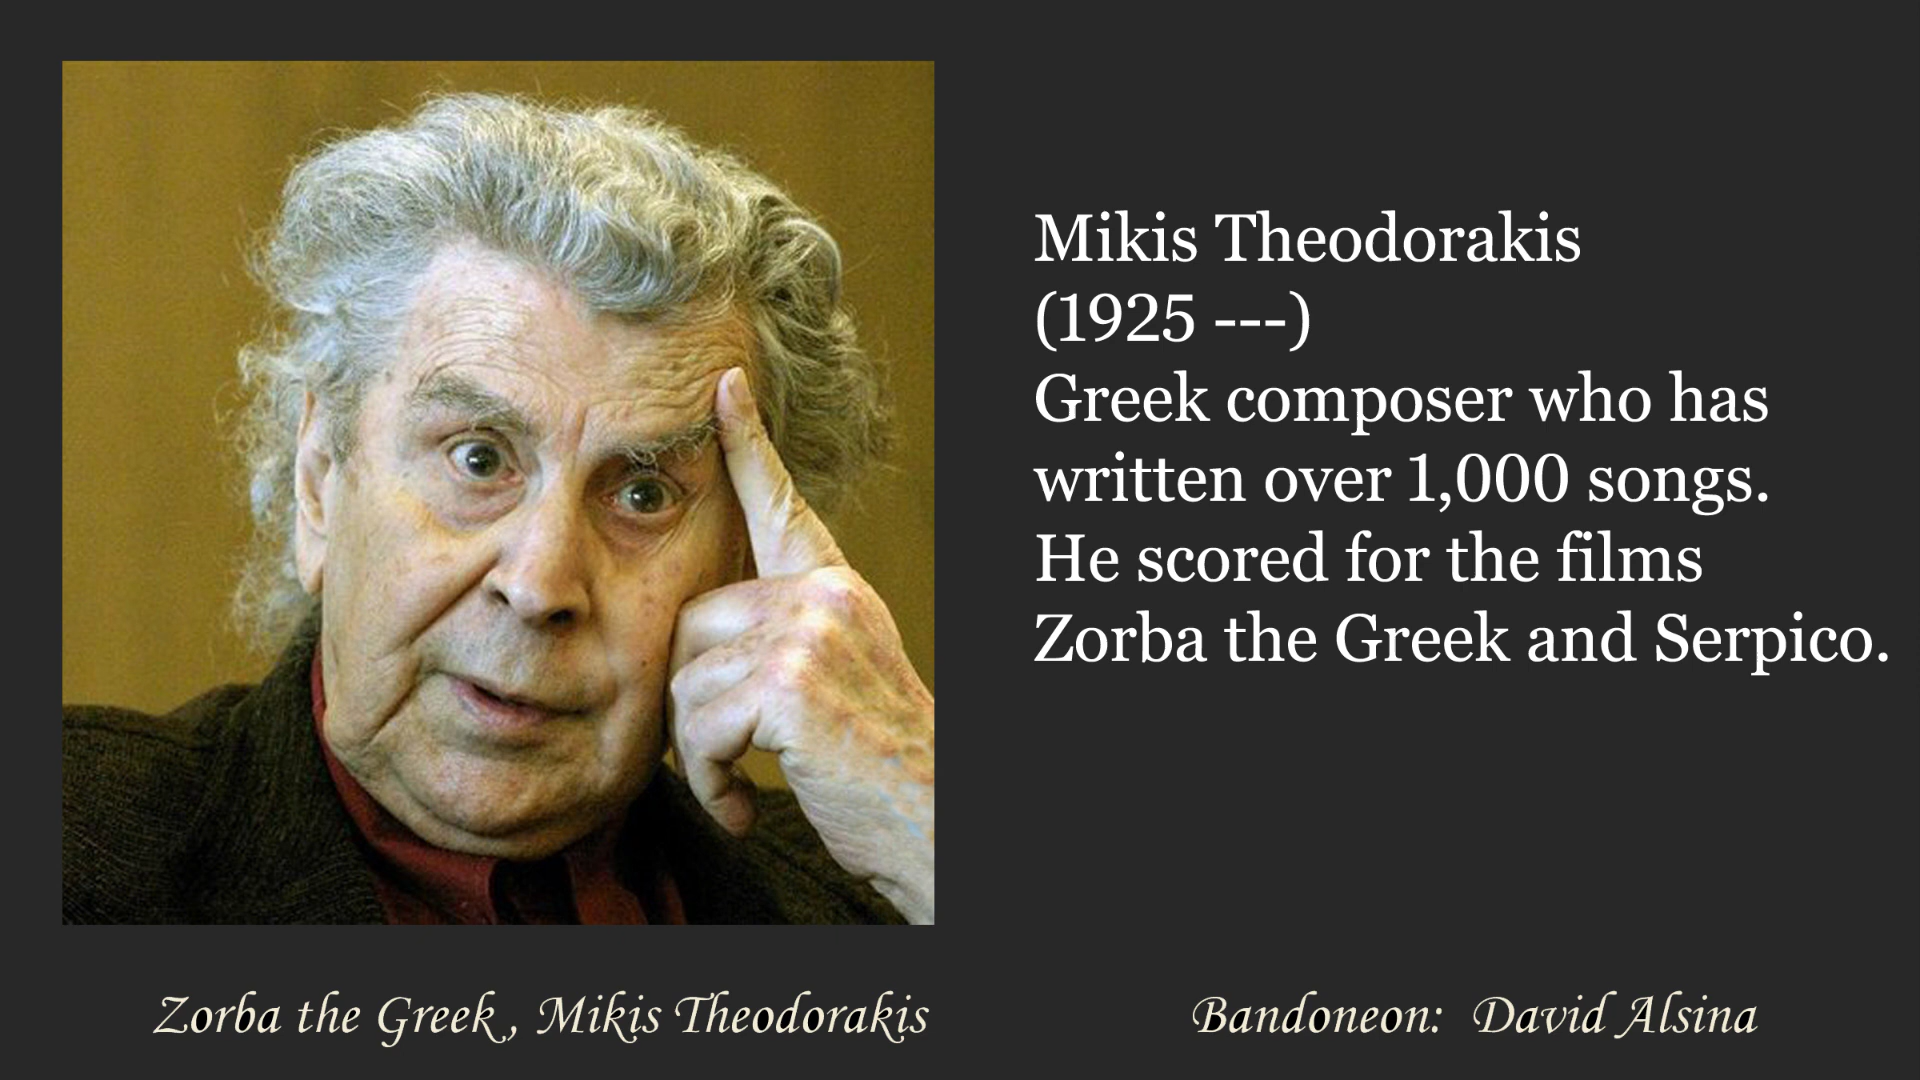 Mikis Theodorakis
(1925 ---)
Greek composer who has
written over 1,000 songs.
He scored for the films
Zorba the Greek and Serpico.
Zorba the Greek, Mikis Theodorakis
Bandoneon: David Alsina